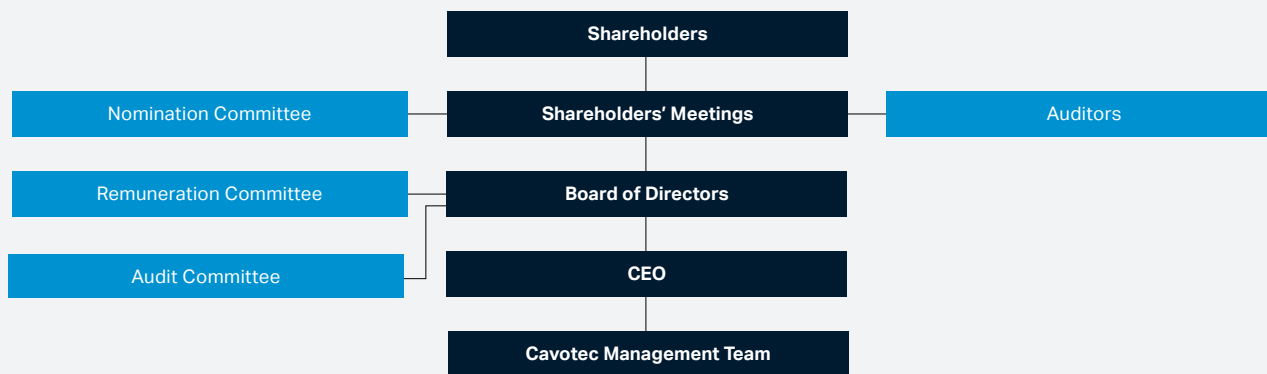 Shareholders
Nomination Committee
Shareholders’ Meetings
Auditors
Remuneration Committee
Board of Directors
Audit Committee
CEO
Cavotec Management Team